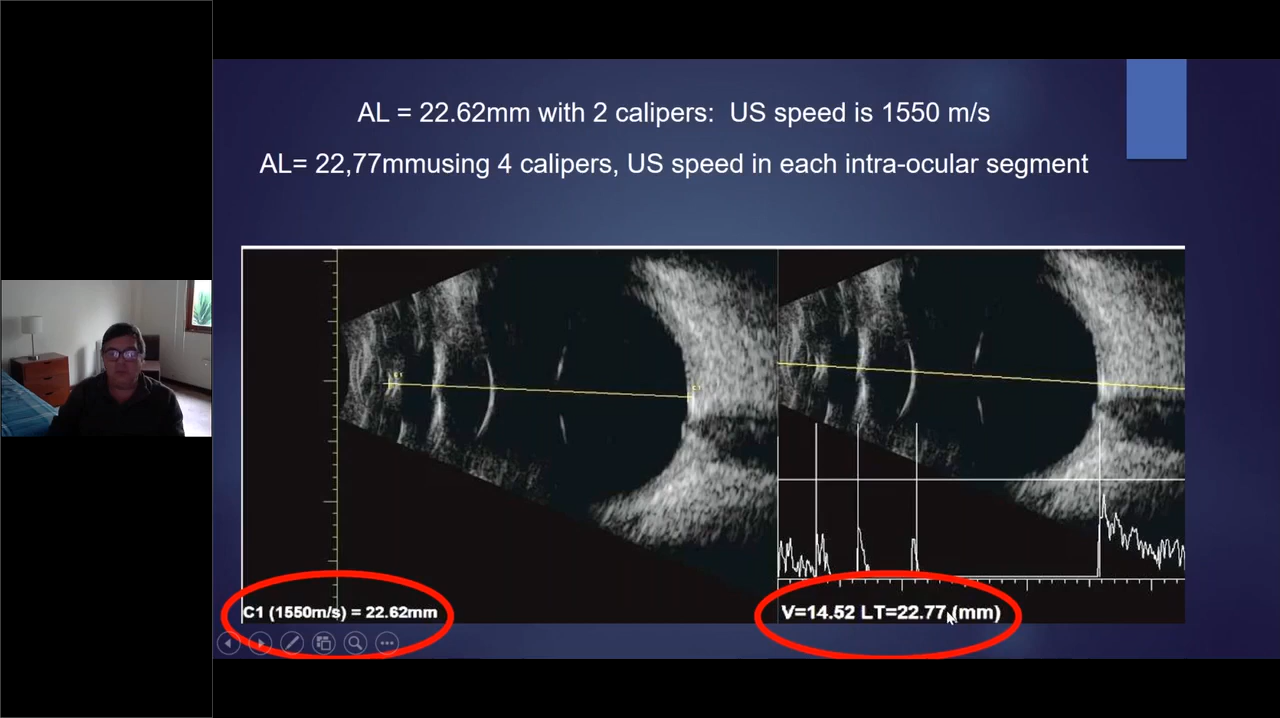 AL = 22.62mm with 2 calipers: US speed is 1550 m/s
AL= 22,77mmusing 4 calipers, US speed in each intra-ocular segment
C1 (1550m/s) = 22.62mm
V=14.52 LT=22.77 (mm)